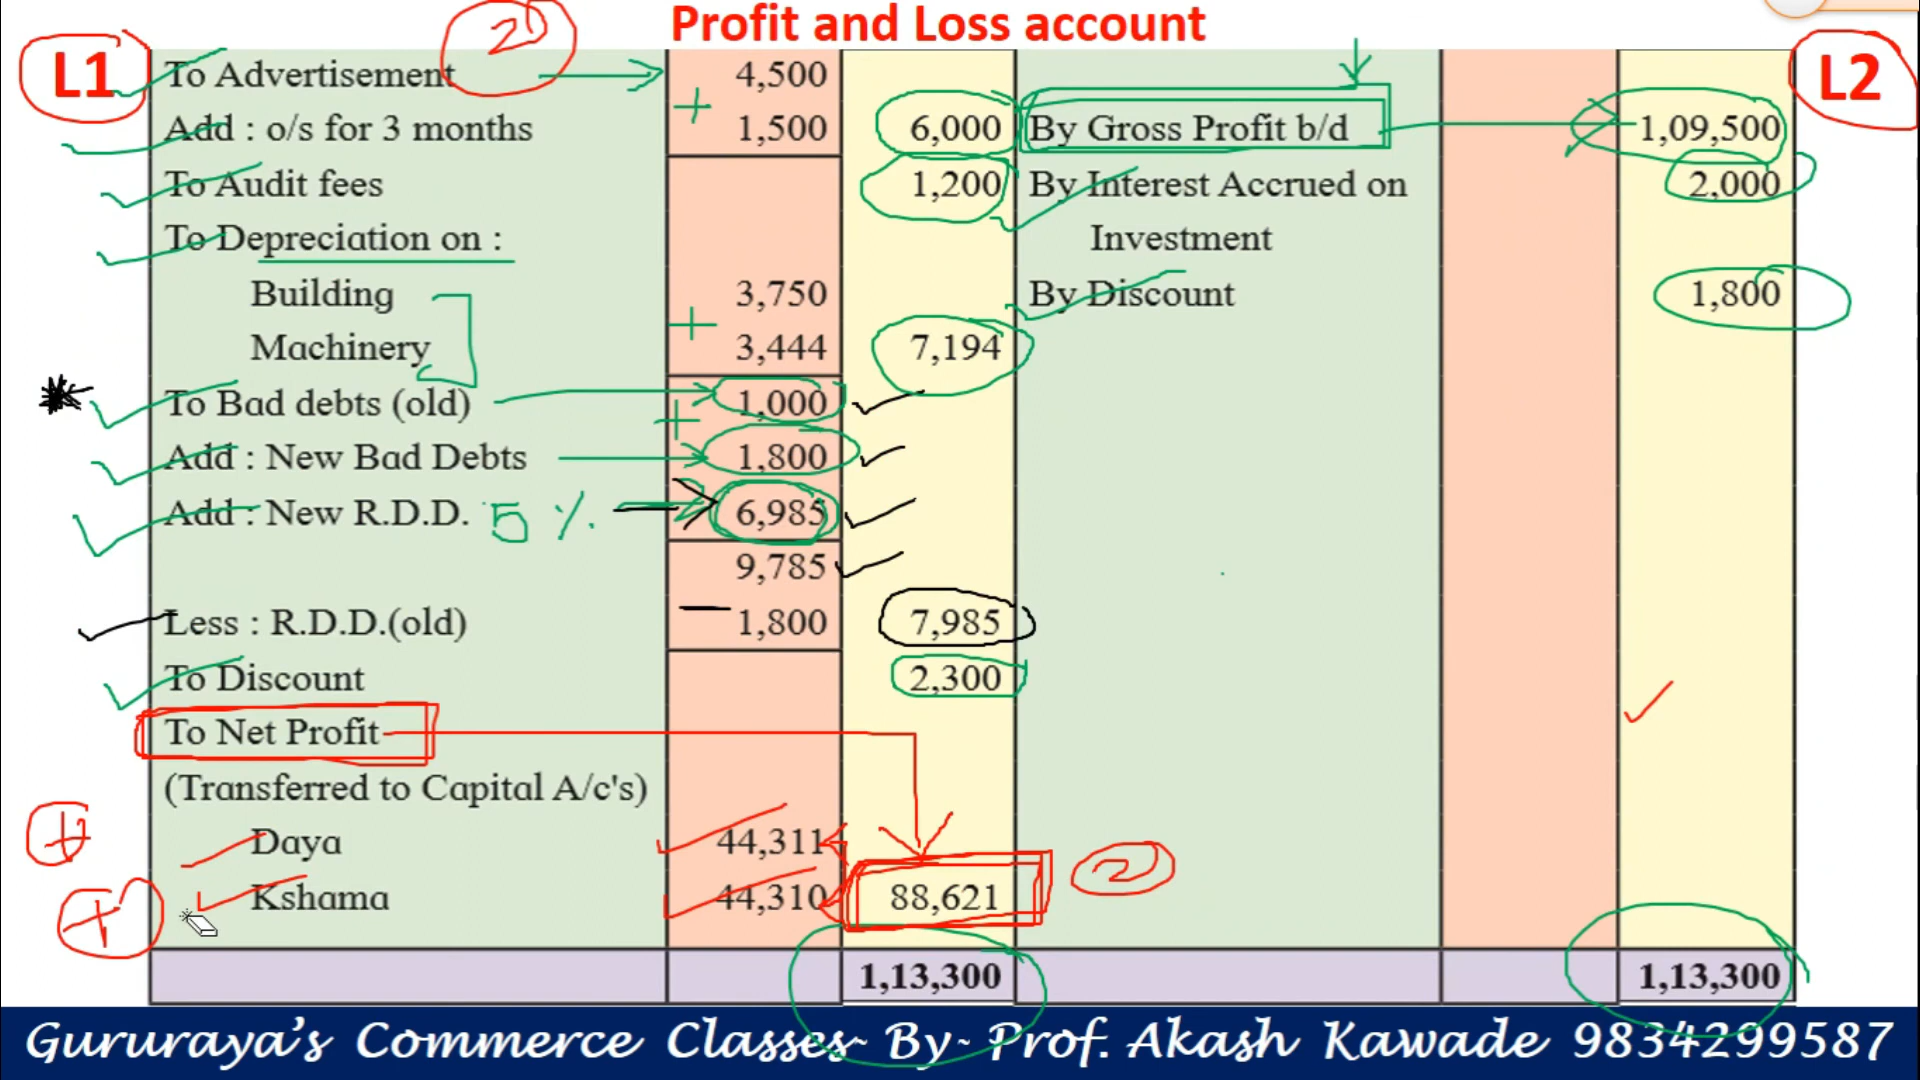 Profit and Loss account
L1
2
L2
To Advertisement 4,500
Add : o/s for 3 months 1,500 6,000 By Gross Profit b/d 1,09,500
To Audit fees 1,200 By Interest Accrued on 2,000
To Depreciation on : Investment
Building 3,750 By Discount 1,800
Machinery 3,444 7,194
To Bad debts (old) 1,000
Add : New Bad Debts 1,800
Add : New R.D.D. 5 % 6,985
9,785
Less : R.D.D.(old) 1,800 7,985
To Discount 2,300
To Net Profit
(Transferred to Capital A/c's)
Daya 44,311
Kshama 44,310 88,621 2
1,13,300 1,13,300
Gururaya's Commerce Classes- By- Prof. Akash Kawade 9834299587